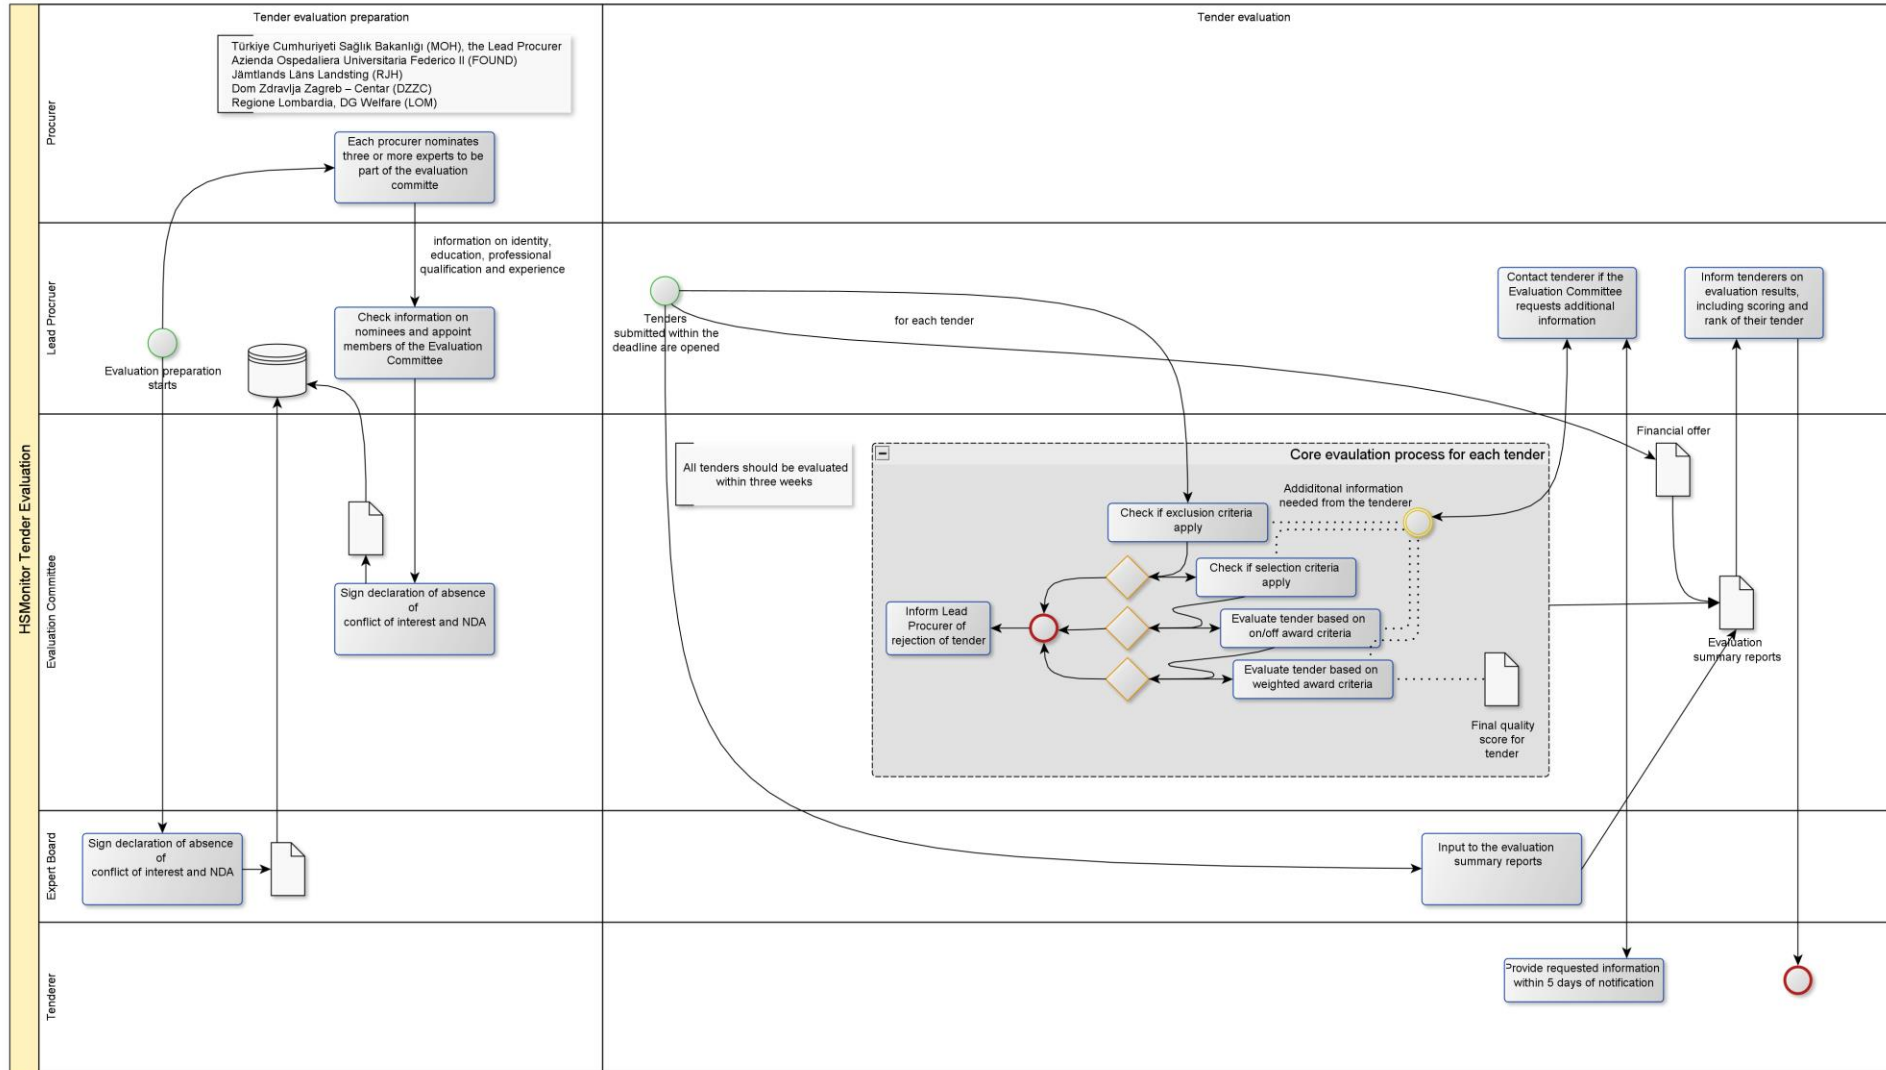 HSMonitor Tender Evaluation
Tender evaluation preparation
Tender evaluation
Procurer
Türkiye Cumhuriyeti Sağlık Bakanlığı (MOH), the Lead Procurer
Azienda Ospedaliera Universitaria Federico II (FOUND)
Jämtlands Läns Landsting (RJH)
Dom Zdravlja Zagreb – Centar (DZZC)
Regione Lombardia, DG Welfare (LOM)
Each procurer nominates
three or more experts to be
part of the evaluation
committe
Lead Procruer
information on identity,
education, professional
qualification and experience
Evaluation preparation
starts
Check information on
nominees and appoint
members of the Evaluation
Committee
Tenders
submitted within the
deadline are opened
for each tender
Contact tenderer if the
Evaluation Committee
requests additional
information
Inform tenderers on
evaluation results,
including scoring and
rank of their tender
Evaluation Committee
Sign declaration of absence
of
conflict of interest and NDA
All tenders should be evaluated
within three weeks
Core evaulation process for each tender
Addiditonal information
needed from the tenderer
Check if exclusion criteria
apply
Check if selection criteria
apply
Inform Lead
Procurer of
rejection of tender
Evaluate tender based on
on/off award criteria
Evaluate tender based on
weighted award criteria
Final quality
score for
tender
Financial offer
Evaluation
summary reports
Expert Board
Sign declaration of absence
of
conflict of interest and NDA
Input to the evaluation
summary reports
Tenderer
Provide requested information
within 5 days of notification